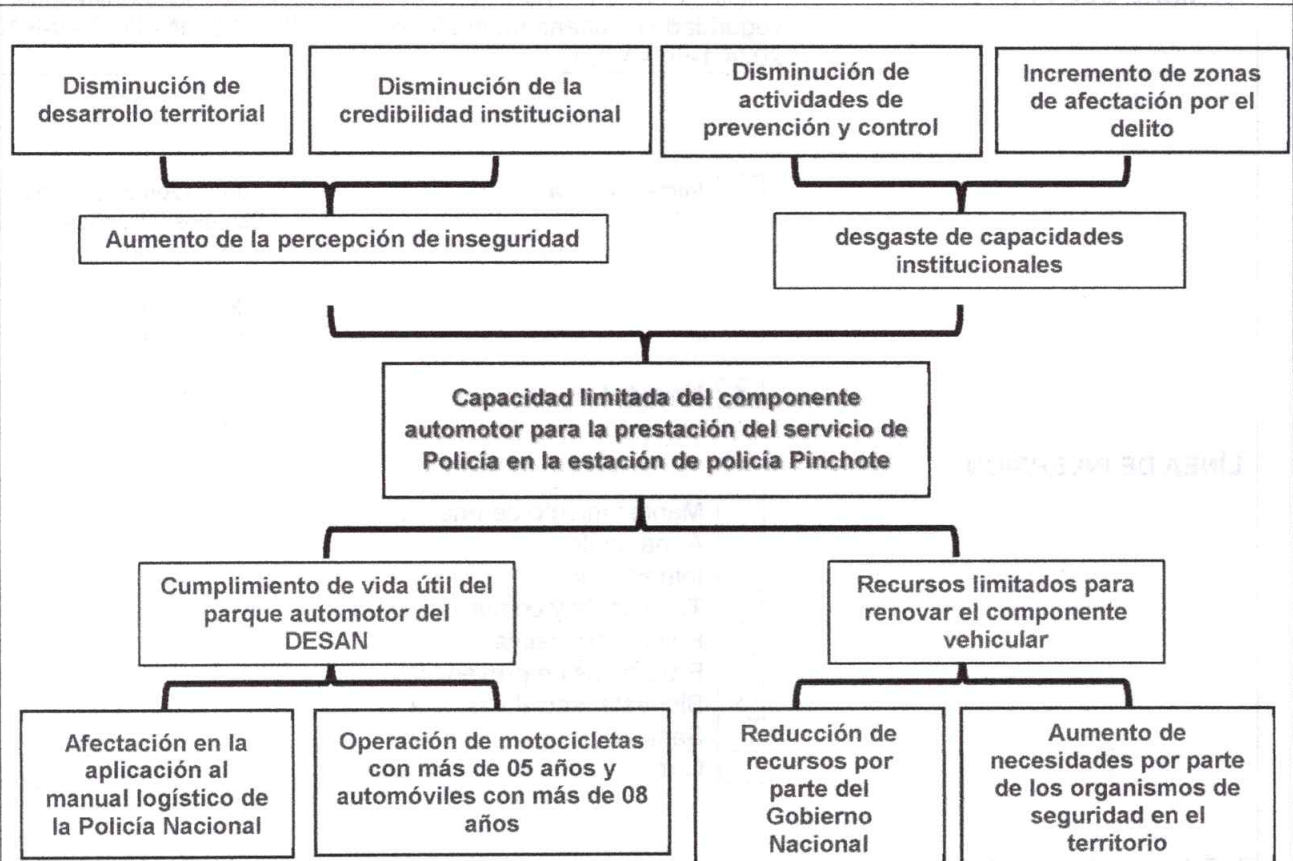 Disminución de
desarrollo territorial
Disminución de la
credibilidad institucional
Disminución de
actividades de
prevención y control
Incremento de zonas
de afectación por el
delito
Aumento de la percepción de inseguridad
desgaste de capacidades
institucionales
Capacidad limitada del componente
automotor para la prestación del servicio de
Policía en la estación de policía Pinchote
Cumplimiento de vida útil del
parque automotor del
DESAN
Recursos limitados para
renovar el componente
vehicular
Afectación en la
aplicación al
manual logístico de
la Policía Nacional
Operación de motocicletas
con más de 05 años y
automóviles con más de 08
años
Reducción de
recursos por
parte del
Gobierno
Nacional
Aumento de
necesidades por parte
de los organismos de
seguridad en el
territorio